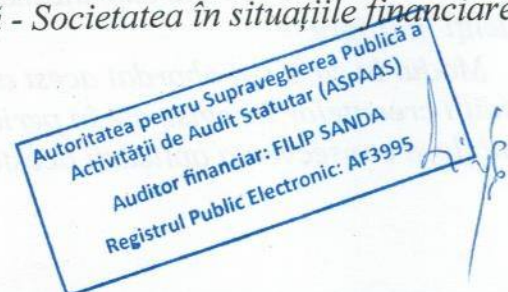 - Societatea în situațiile financiare
Autoritatea pentru Supravegherea Publică a
Activității de Audit Statutar (ASPAAS)
Auditor financiar: FILIP SANDA
Registrul Public Electronic: AF3995